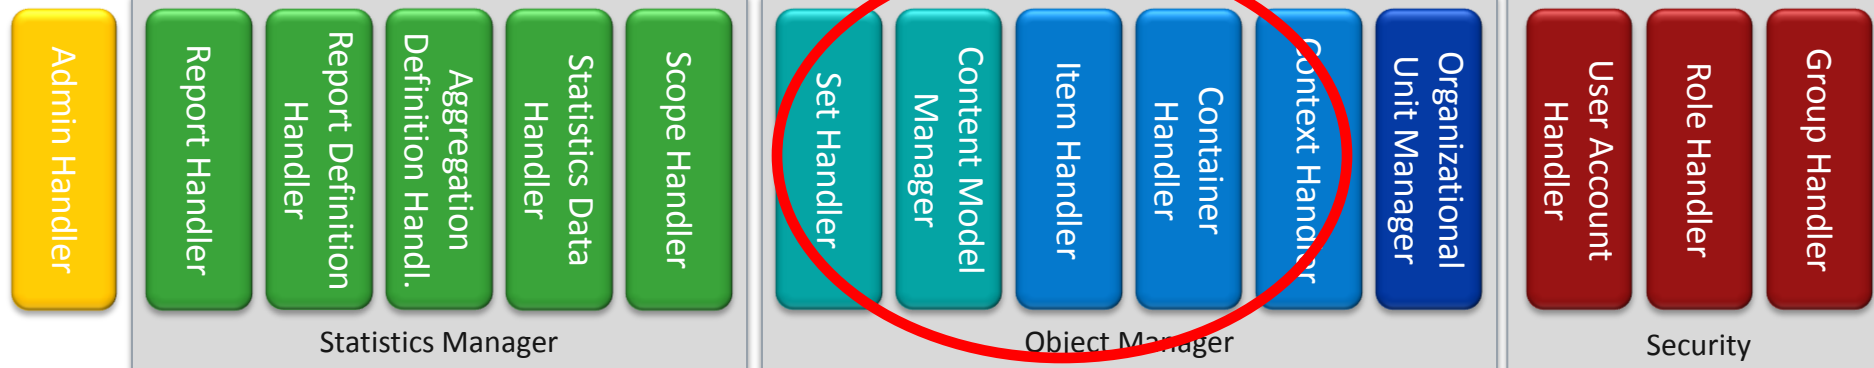 Admin Handler
Report Handler
Report Definition
Handler
Aggregation
Definition Handl.
Statistics Data
Handler
Scope Handler
Statistics Manager
Set Handler
Content Model
Manager
Item Handler
Container
Handler
Context Handler
Organizational
Unit Manager
Object Manager
User Account
Handler
Role Handler
Group Handler
Security